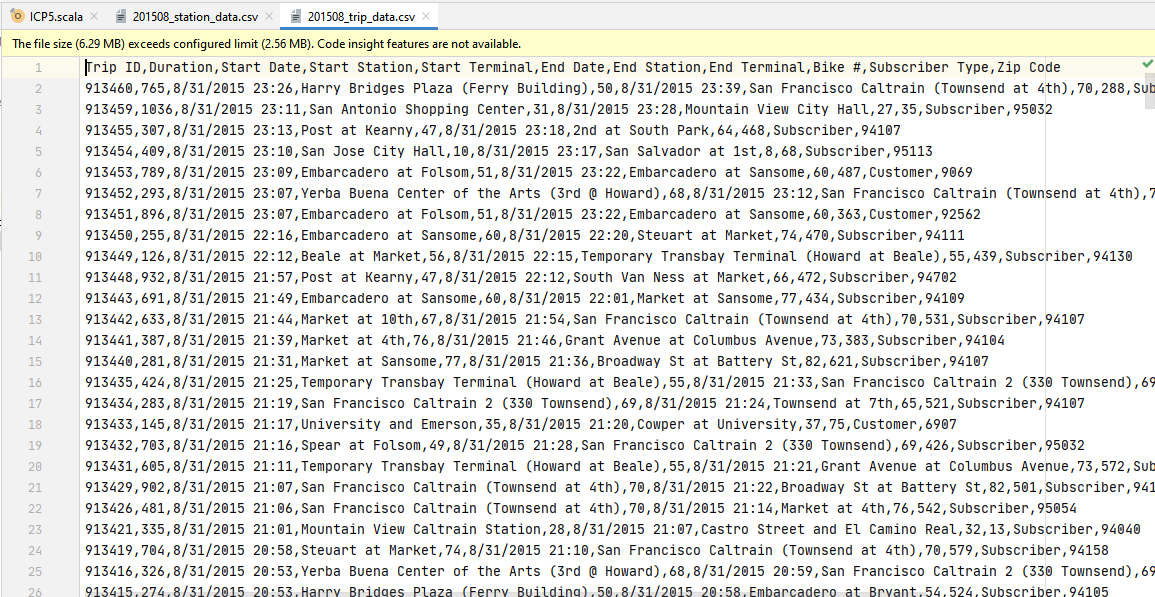 ICP5.scala 201508_station_data.csv 201508_trip_data.csv
The file size (6.29 MB) exceeds configured limit (2.56 MB). Code insight features are not available.
1 Trip ID,Duration,Start Date,Start Station,Start Terminal,End Date,End Station,End Terminal,Bike #,Subscriber Type,Zip Code
2 913460,765,8/31/2015 23:26,Harry Bridges Plaza (Ferry Building),50,8/31/2015 23:39,San Francisco Caltrain (Townsend at 4th),70,288,Sub
3 913459,1036,8/31/2015 23:11,San Antonio Shopping Center,31,8/31/2015 23:28,Mountain View City Hall,27,35,Subscriber,95032
4 913455,307,8/31/2015 23:13,Post at Kearny,47,8/31/2015 23:18,2nd at South Park,64,468,Subscriber,94107
5 913454,409,8/31/2015 23:10,San Jose City Hall,10,8/31/2015 23:17,San Salvador at 1st,8,68,Subscriber,95113
6 913453,789,8/31/2015 23:09,Embarcadero at Folsom,51,8/31/2015 23:22,Embarcadero at Sansome,60,487,Customer,9069
7 913452,293,8/31/2015 23:07,Yerba Buena Center of the Arts (3rd @ Howard),68,8/31/2015 23:12,San Francisco Caltrain (Townsend at 4th),7
8 913451,896,8/31/2015 23:07,Embarcadero at Folsom,51,8/31/2015 23:22,Embarcadero at Sansome,60,363,Customer,92562
9 913450,255,8/31/2015 22:16,Embarcadero at Sansome,60,8/31/2015 22:20,Steuart at Market,74,470,Subscriber,94111
10 913449,126,8/31/2015 22:12,Beale at Market,56,8/31/2015 22:15,Temporary Transbay Terminal (Howard at Beale),55,439,Subscriber,94130
11 913448,932,8/31/2015 21:57,Post at Kearny,47,8/31/2015 22:12,South Van Ness at Market,66,472,Subscriber,94702
12 913443,691,8/31/2015 21:49,Embarcadero at Sansome,60,8/31/2015 22:01,Market at Sansome,77,434,Subscriber,94109
13 913442,633,8/31/2015 21:44,Market at 10th,67,8/31/2015 21:54,San Francisco Caltrain (Townsend at 4th),70,531,Subscriber,94107
14 913441,387,8/31/2015 21:39,Market at 4th,76,8/31/2015 21:46,Grant Avenue at Columbus Avenue,73,383,Subscriber,94104
15 913440,281,8/31/2015 21:31,Market at Sansome,77,8/31/2015 21:36,Broadway St at Battery St,82,621,Subscriber,94107
16 913435,424,8/31/2015 21:25,Temporary Transbay Terminal (Howard at Beale),55,8/31/2015 21:33,San Francisco Caltrain 2 (330 Townsend),69
17 913434,283,8/31/2015 21:19,San Francisco Caltrain 2 (330 Townsend),69,8/31/2015 21:24,Townsend at 7th,65,521,Subscriber,94107
18 913433,145,8/31/2015 21:17,University and Emerson,35,8/31/2015 21:20,Cowper at University,37,75,Customer,6907
19 913432,703,8/31/2015 21:16,Spear at Folsom,49,8/31/2015 21:28,San Francisco Caltrain 2 (330 Townsend),69,426,Subscriber,95032
20 913431,605,8/31/2015 21:11,Temporary Transbay Terminal (Howard at Beale),55,8/31/2015 21:21,Grant Avenue at Columbus Avenue,73,572,Sub
21 913429,902,8/31/2015 21:07,San Francisco Caltrain (Townsend at 4th),70,8/31/2015 21:22,Broadway St at Battery St,82,501,Subscriber,941
22 913426,481,8/31/2015 21:06,San Francisco Caltrain (Townsend at 4th),70,8/31/2015 21:14,Market at 4th,76,542,Subscriber,95054
23 913421,335,8/31/2015 21:01,Mountain View Caltrain Station,28,8/31/2015 21:07,Castro Street and El Camino Real,32,13,Subscriber,94040
24 913419,704,8/31/2015 20:58,Steuart at Market,74,8/31/2015 21:10,San Francisco Caltrain (Townsend at 4th),70,579,Subscriber,94158
25 913416,326,8/31/2015 20:53,Yerba Buena Center of the Arts (3rd @ Howard),68,8/31/2015 20:59,San Francisco Caltrain 2 (330 Townsend),69
26 913415,274,8/31/2015 20:53,Harry Bridges Plaza (Ferry Building),50,8/31/2015 20:58,Embarcadero at Bryant,54,524,Subscriber,94105